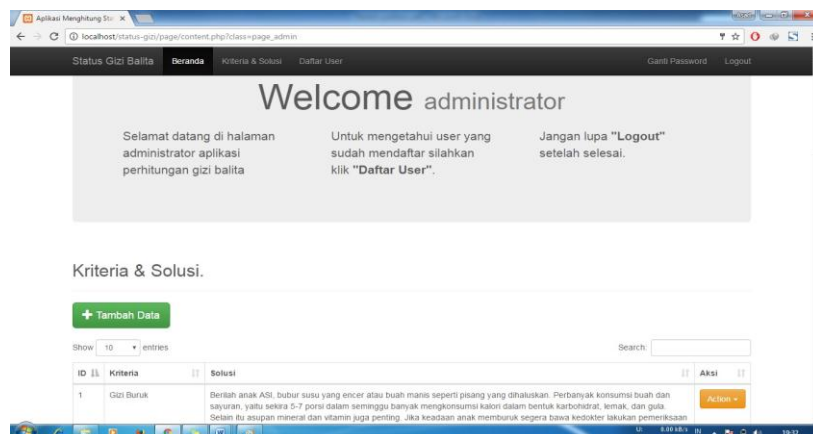 Aplikasi Menghitung Sta
localhost/status-gizi/page/content.php?class=page_admin
Status Gizi Balita Beranda Kriteria & Solusi Daftar User Ganti Password Logout
Welcome administrator
Selamat datang di halaman
administrator aplikasi
perhitungan gizi balita
Untuk mengetahui user yang
sudah mendaftar silahkan
klik "Daftar User".
Jangan lupa "Logout"
setelah selesai.
Kriteria & Solusi.
+ Tambah Data
Show 10 entries Search:
ID Kriteria Solusi Aksi
1 Gizi Buruk Berilah anak ASI, bubur susu yang encer atau buah manis seperti pisang yang dihaluskan. Perbanyak konsumsi buah dan Action
sayuran, yaitu sekira 5-7 porsi dalam seminggu banyak mengkonsumsi kalori dalam bentuk karbohidrat, lemak, dan gula.
Selain itu asupan mineral dan vitamin juga penting. Jika keadaan anak memburuk segera bawa kedokter lakukan pemeriksaan
U: 0.00 kB/s IN 19:37